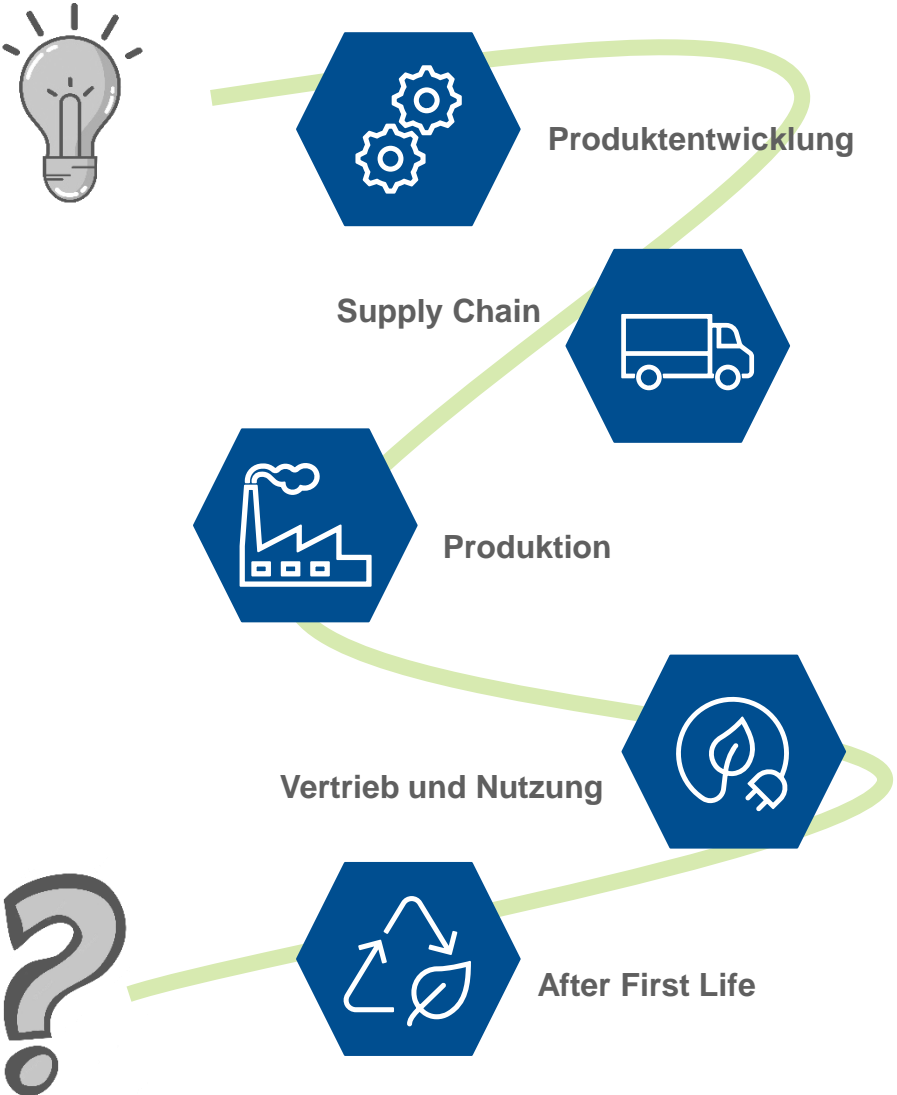 Produktentwicklung
Supply Chain
Produktion
Vertrieb und Nutzung
After First Life